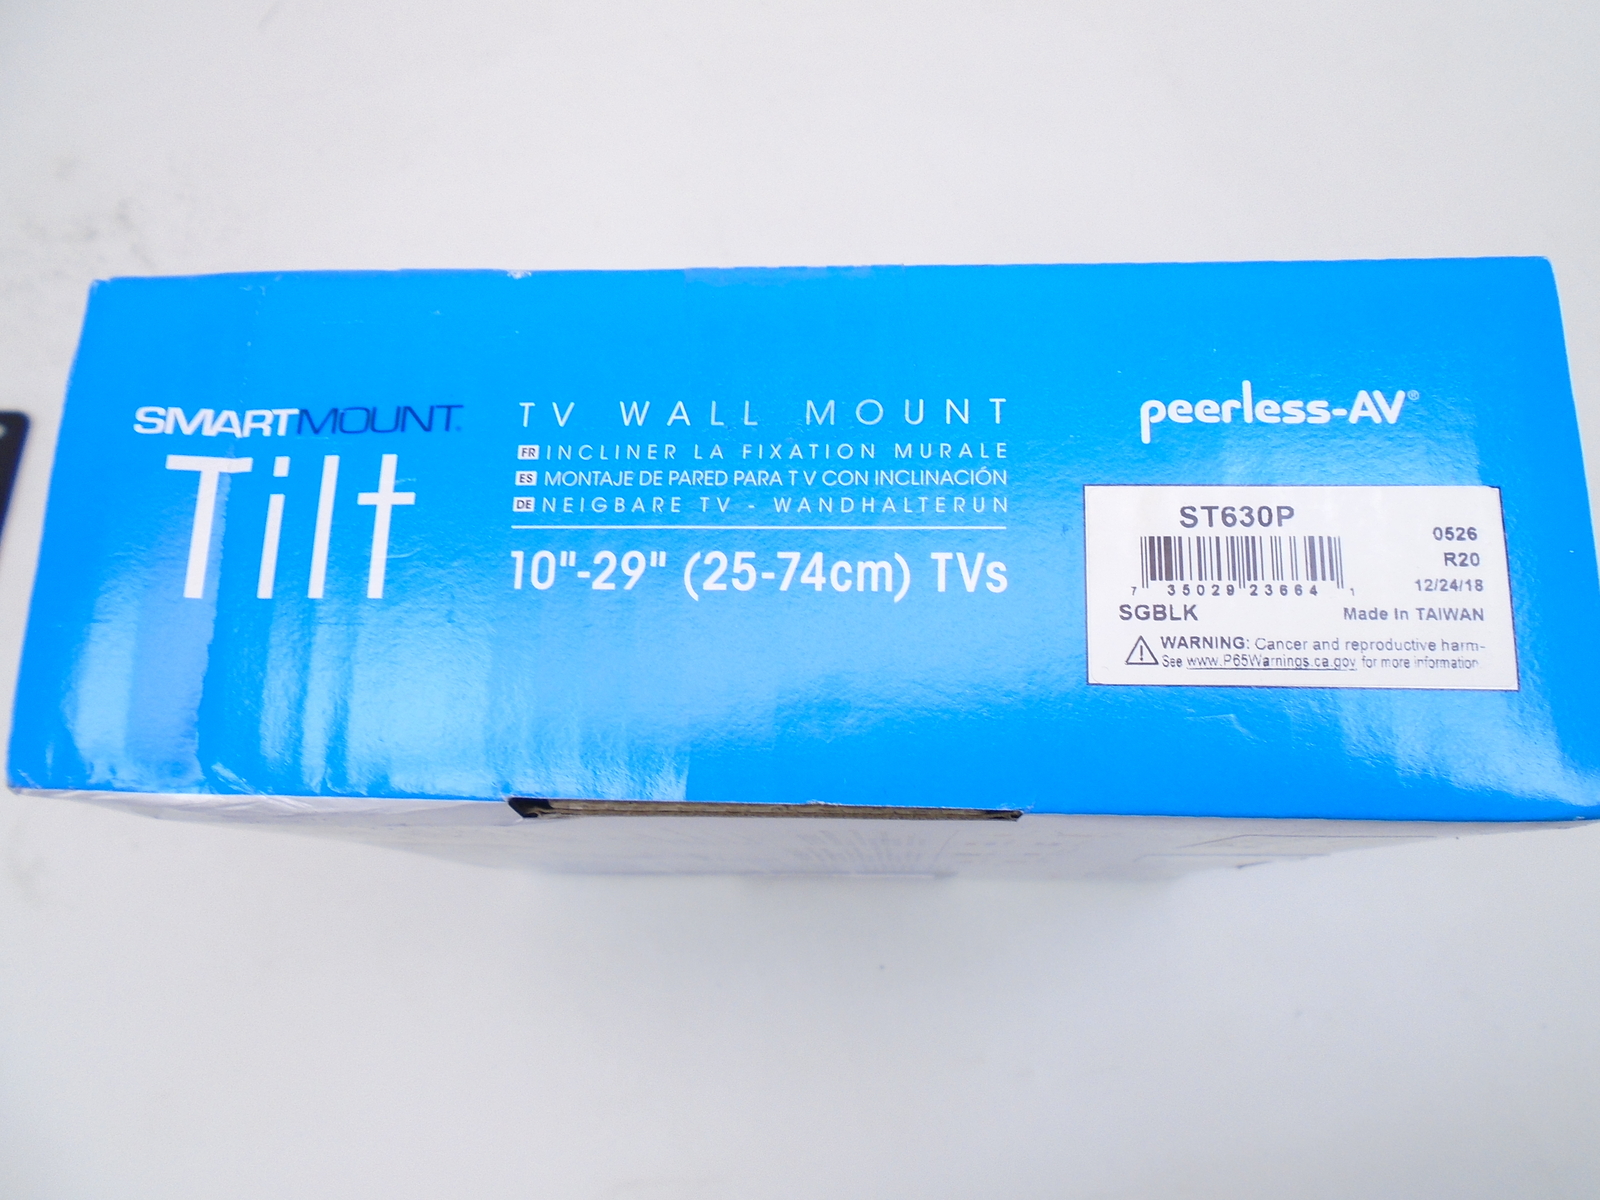 SMARTMOUNT.
Tilt
TV WALL MOUNT
FR INCLINER LA FIXATION MURALE
ES MONTAJE DE PARED PARA TV CON INCLINACIÓN
DE NEIGBARE TV - WANDHALTERUN
10"-29" (25-74cm) TVs
peerless-AV®
ST630P
0526
R20
12/24/18
7 35029 23664 1
SGBLK
Made In TAIWAN
WARNING: Cancer and reproductive harm-
See www.P65Warnings.ca.gov for more information